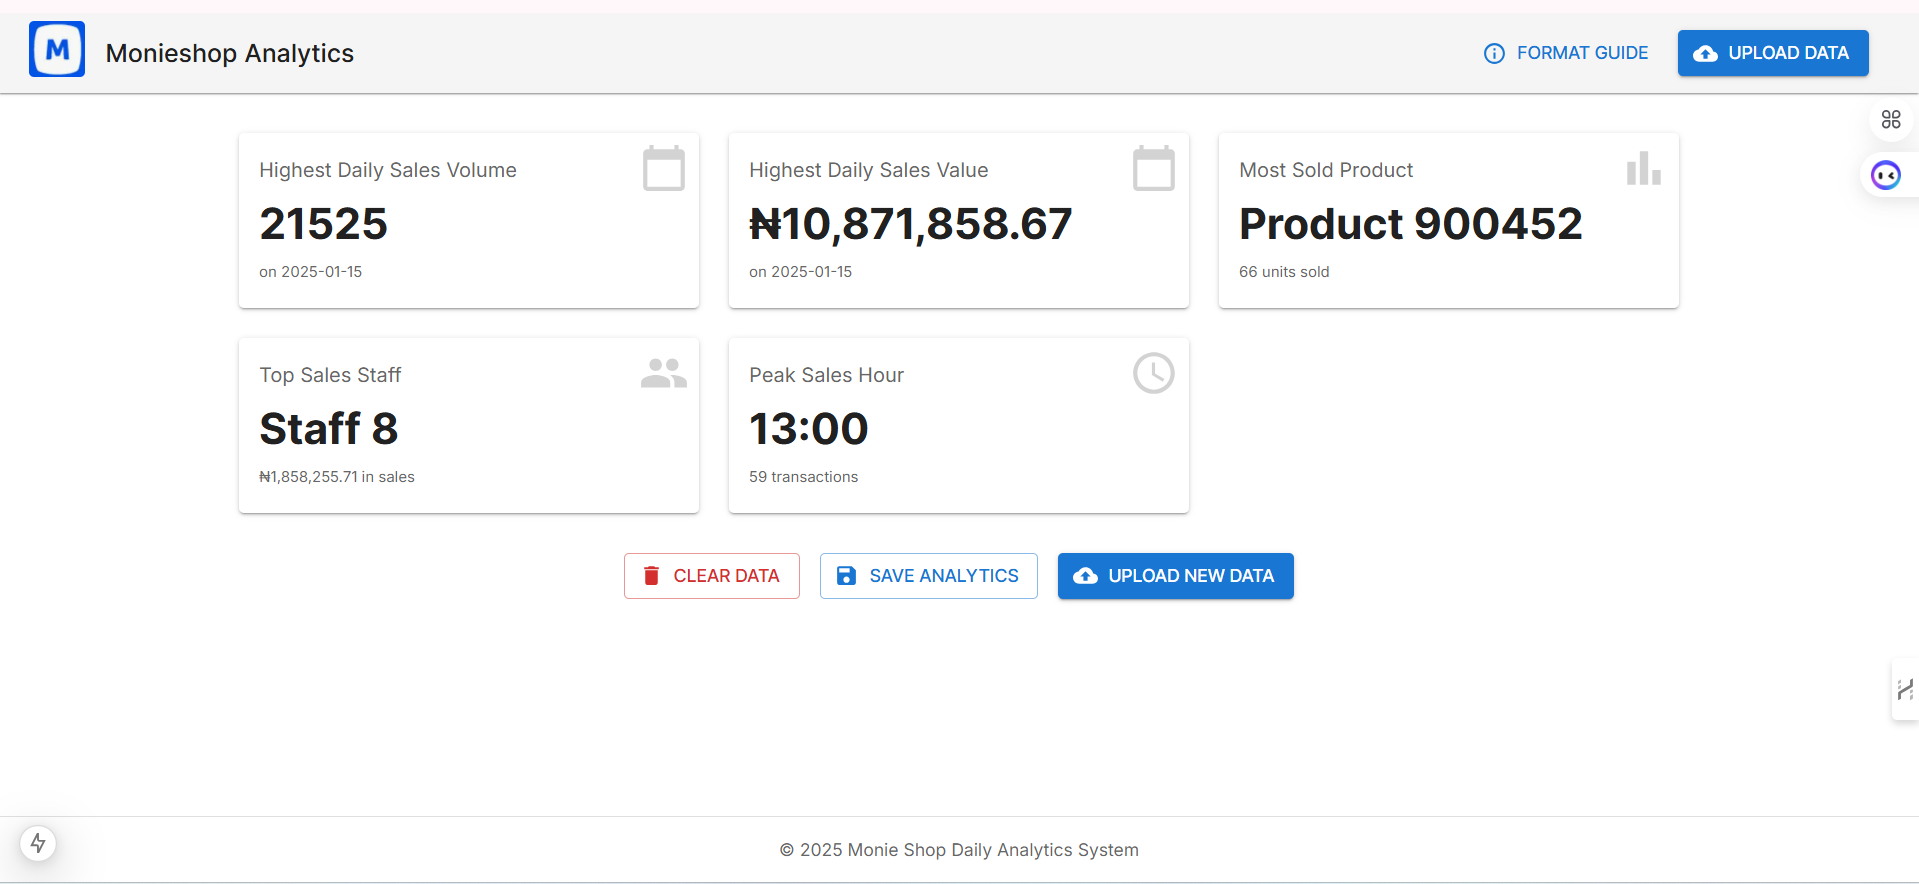 M
Monieshop Analytics
FORMAT GUIDE
UPLOAD DATA
Highest Daily Sales Volume
21525
on 2025-01-15
Highest Daily Sales Value
₦10,871,858.67
on 2025-01-15
Most Sold Product
Product 900452
66 units sold
Top Sales Staff
Staff 8
₦1,858,255.71 in sales
Peak Sales Hour
13:00
59 transactions
CLEAR DATA
SAVE ANALYTICS
UPLOAD NEW DATA
© 2025 Monie Shop Daily Analytics System